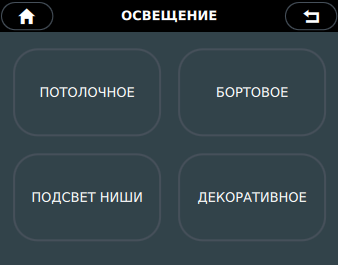 ОСВЕЩЕНИЕ
ПОТОЛОЧНОЕ
БОРТОВОЕ
ПОДСВЕТ НИШИ
ДЕКОРАТИВНОЕ